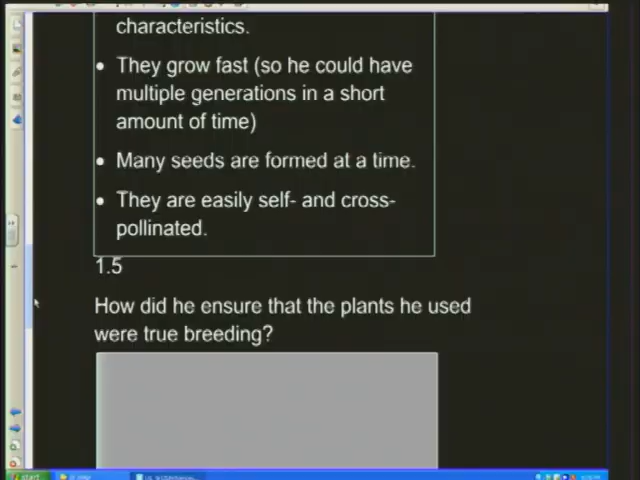 characteristics.
• They grow fast (so he could have
multiple generations in a short
amount of time)
• Many seeds are formed at a time.
• They are easily self- and cross-
pollinated.
1.5
How did he ensure that the plants he used
were true breeding?
start